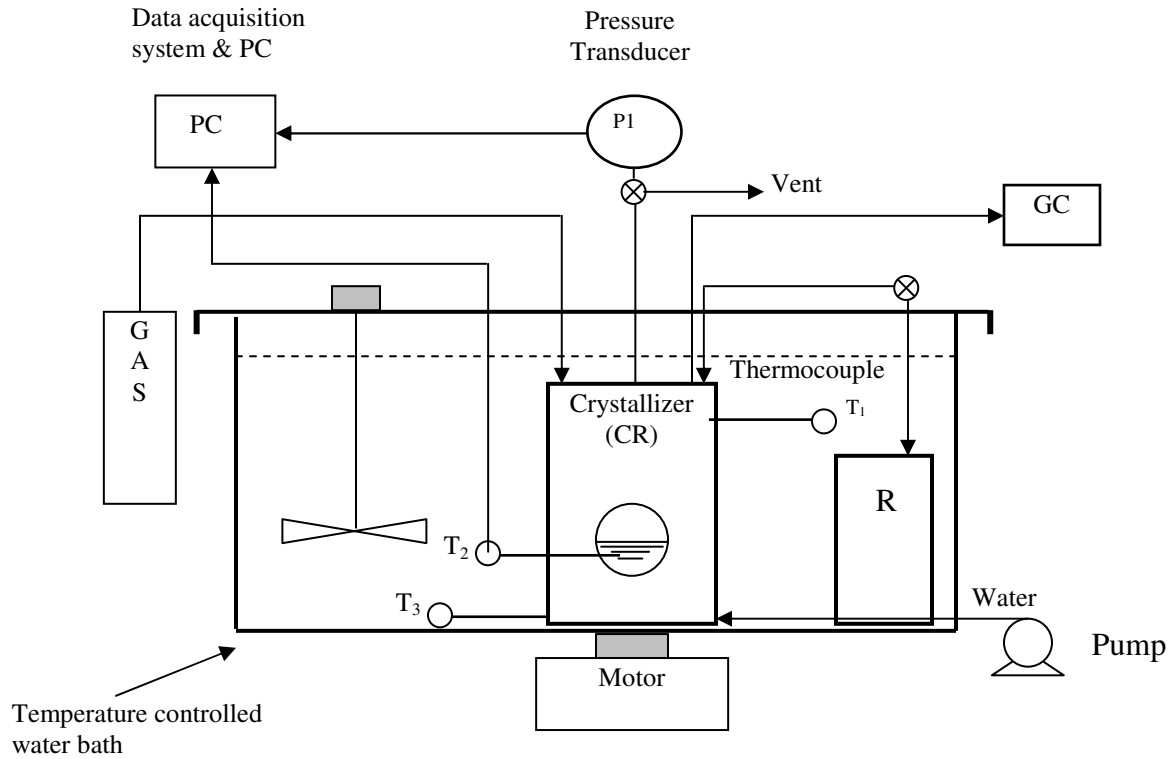 Data acquisition
system & PC
Pressure
Transducer
PC
P1
Vent
GC
G
A
S
Thermocouple
Crystallizer
(CR)
T1
R
T2
T3
Water
Pump
Motor
Temperature controlled
water bath